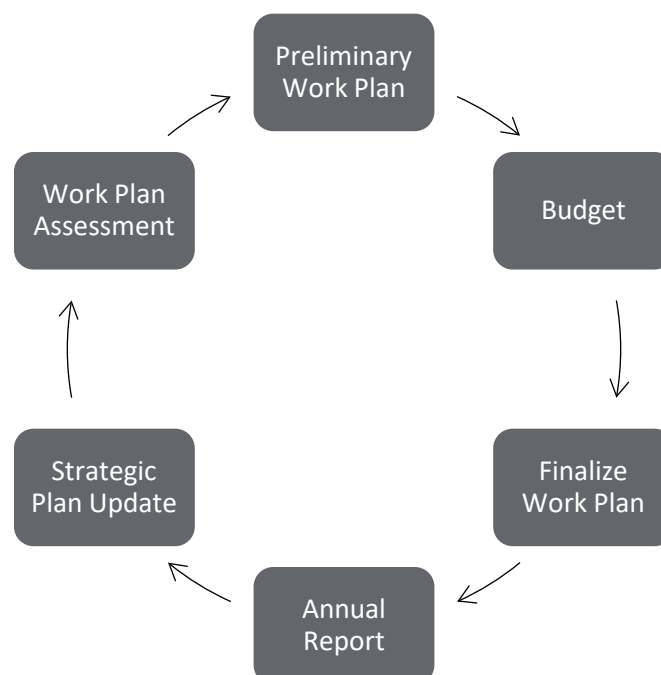 Preliminary
Work Plan
Budget
Finalize
Work Plan
Annual
Report
Strategic
Plan Update
Work Plan
Assessment